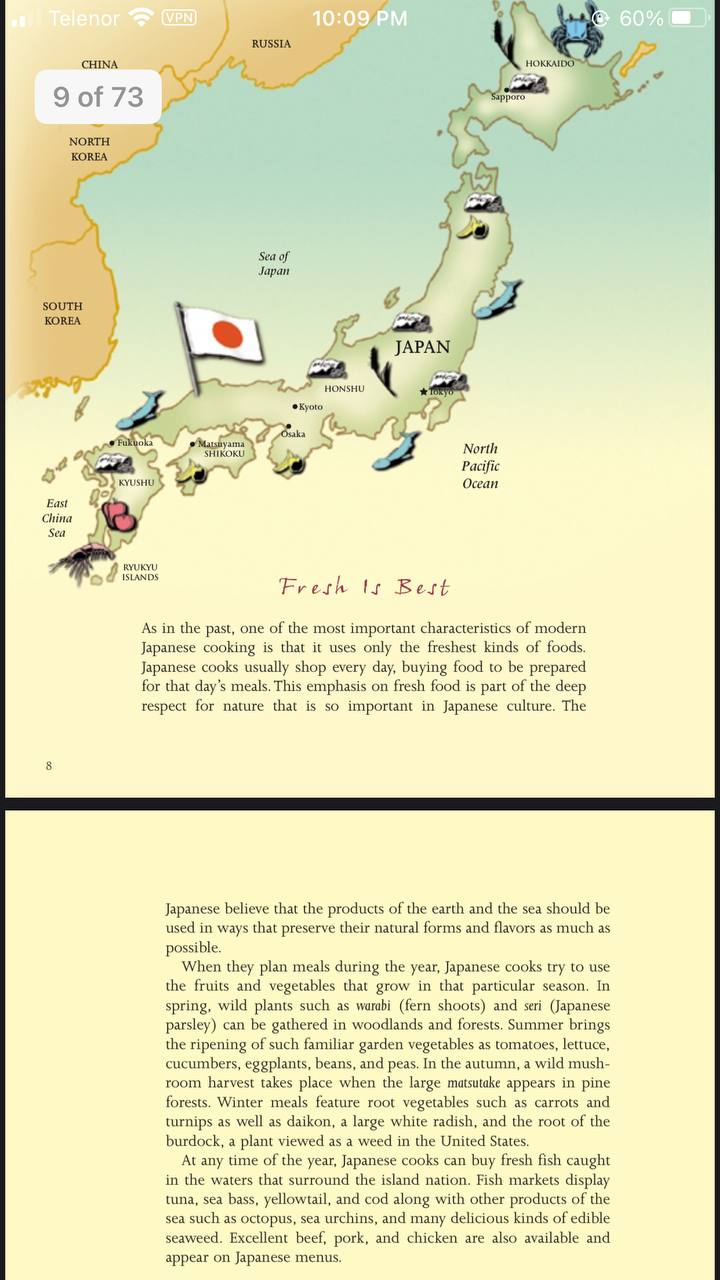 Telenor VPN 10:09 PM 60%
RUSSIA
CHINA
HOKKAIDO
9 of 73
Sapporo
NORTH
KOREA
Sea of
Japan
SOUTH
KOREA
JAPAN
HONSHU
Tokyo
Kyoto
Osaka
Fukuoka
Matsuyama
SHIKOKU
North
Pacific
Ocean
KYUSHU
East
China
Sea
RYUKYU
ISLANDS
Fresh Is Best
As in the past, one of the most important characteristics of modern
Japanese cooking is that it uses only the freshest kinds of foods.
Japanese cooks usually shop every day, buying food to be prepared
for that day's meals. This emphasis on fresh food is part of the deep
respect for nature that is so important in Japanese culture. The
8
Japanese believe that the products of the earth and the sea should be
used in ways that preserve their natural forms and flavors as much as
possible.
When they plan meals during the year, Japanese cooks try to use
the fruits and vegetables that grow in that particular season. In
spring, wild plants such as warabi (fern shoots) and seri (Japanese
parsley) can be gathered in woodlands and forests. Summer brings
the ripening of such familiar garden vegetables as tomatoes, lettuce,
cucumbers, eggplants, beans, and peas. In the autumn, a wild mush-
room harvest takes place when the large matsutake appears in pine
forests. Winter meals feature root vegetables such as carrots and
turnips as well as daikon, a large white radish, and the root of the
burdock, a plant viewed as a weed in the United States.
At any time of the year, Japanese cooks can buy fresh fish caught
in the waters that surround the island nation. Fish markets display
tuna, sea bass, yellowtail, and cod along with other products of the
sea such as octopus, sea urchins, and many delicious kinds of edible
seaweed. Excellent beef, pork, and chicken are also available and
appear on Japanese menus.